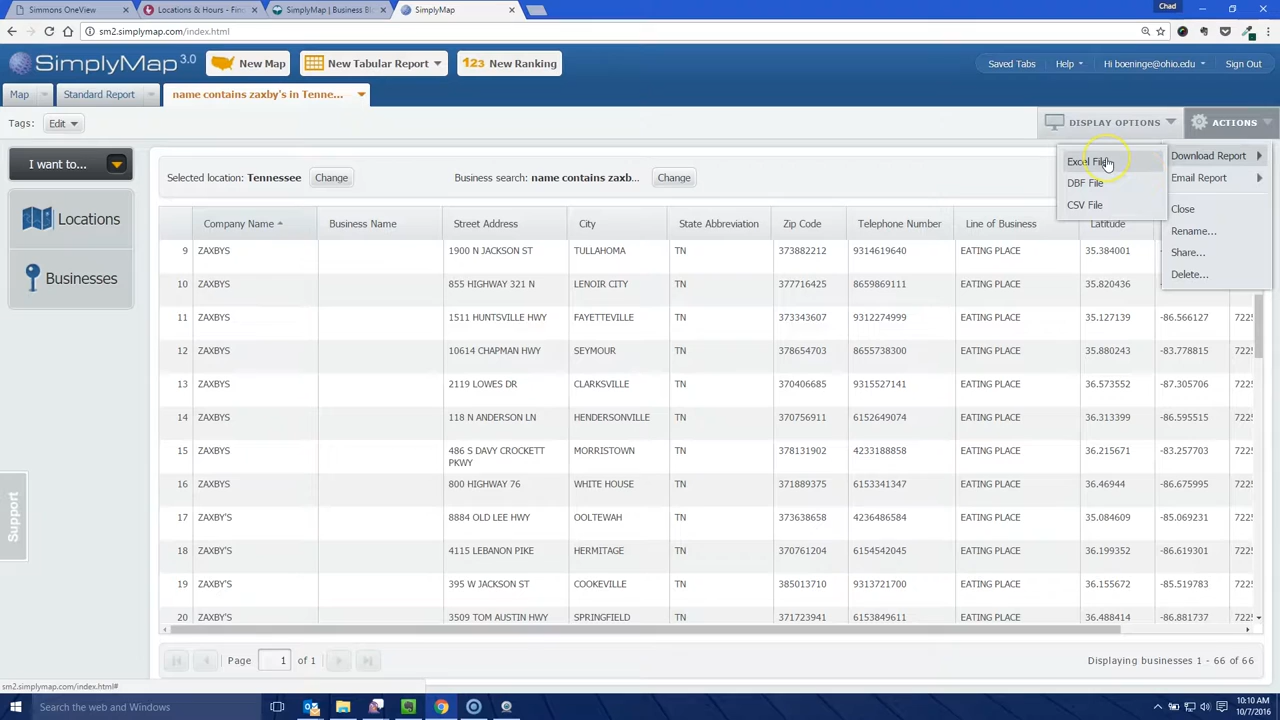 Simmons OneView
Locations & Hours - Fin
SimplyMap | Business Bl
SimplyMap
Chad
sm2.simplymap.com/index.html
SimplyMap 3.0
New Map
New Tabular Report
123 New Ranking
Saved Tabs
Help
Hi boeninge@ohio.edu
Sign Out
Map
Standard Report
name contains zaxby's in Tenne...
Tags:
Edit
DISPLAY OPTIONS
ACTIONS
I want to...
Locations
Businesses
Support
Selected location: Tennessee
Change
Business search: name contains zaxb...
Change
Excel File
DBF File
CSV File
Download Report
Email Report
Close
Rename...
Share...
Delete...
Company Name Business Name Street Address City State Abbreviation Zip Code Telephone Number Line of Business Latitude
9 ZAXBYS 1900 N JACKSON ST TULLAHOMA TN 373882212 9314619640 EATING PLACE 35.384001
10 ZAXBYS 855 HIGHWAY 321 N LENOIR CITY TN 377716425 8659869111 EATING PLACE 35.820436
11 ZAXBYS 1511 HUNTSVILLE HWY FAYETTEVILLE TN 373343607 9312274999 EATING PLACE 35.127139 -86.566127 7225
12 ZAXBYS 10614 CHAPMAN HWY SEYMOUR TN 378654703 8655738300 EATING PLACE 35.880243 -83.778815 7225
13 ZAXBYS 2119 LOWES DR CLARKSVILLE TN 370406685 9315527141 EATING PLACE 36.573552 -87.305706 7225
14 ZAXBYS 118 N ANDERSON LN HENDERSONVILLE TN 370756911 6152649074 EATING PLACE 36.313399 -86.595515 7225
15 ZAXBYS 486 S DAVY CROCKETT MORRISTOWN TN 378131902 4233188858 EATING PLACE 36.215671 -83.257703 7225
PKWY
16 ZAXBYS 800 HIGHWAY 76 WHITE HOUSE TN 371889375 6153341347 EATING PLACE 36.46944 -86.675995 7225
17 ZAXBY'S 8884 OLD LEE HWY OOLTEWAH TN 373638658 4236486584 EATING PLACE 35.084609 -85.069231 7225
18 ZAXBY'S 4115 LEBANON PIKE HERMITAGE TN 370761204 6154542045 EATING PLACE 36.199352 -86.619301 7225
19 ZAXBY'S 395 W JACKSON ST COOKEVILLE TN 385013710 9313721700 EATING PLACE 36.155672 -85.519783 7225
20 ZAXBY'S 3509 TOM AUSTIN HWY SPRINGFIELD TN 371723941 6153849611 EATING PLACE 36.488414 -86.881737 7225
Page 1 of 1
Displaying businesses 1 - 66 of 66
sm2.simplymap.com/index.html#
Search the web and Windows
10:10 AM
10/7/2016